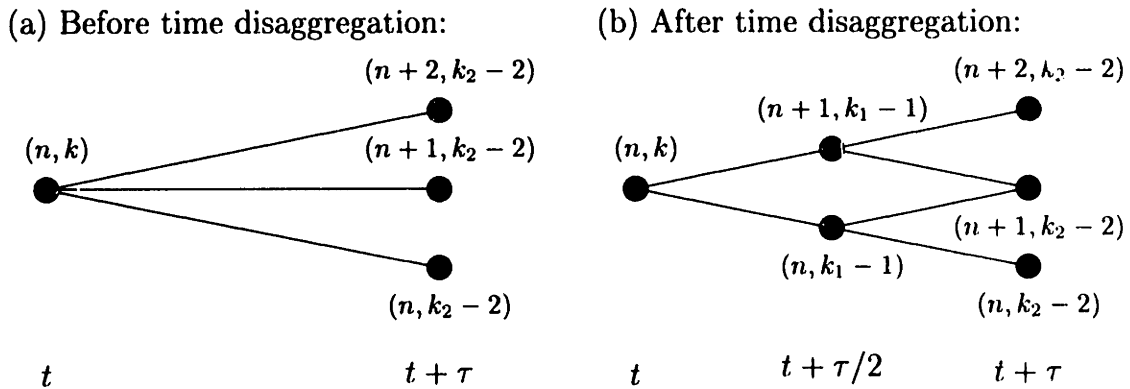 (a) Before time disaggregation:
(n + 2, k₂ − 2)
(n, k)
(n + 1, k₂ − 2)
(n, k₂ − 2)
t
t + τ
(b) After time disaggregation:
(n + 2, k₂ − 2)
(n + 1, k₁ − 1)
(n, k)
(n + 1, k₂ − 2)
(n, k₁ − 1)
(n, k₂ − 2)
t
t + τ/2
t + τ